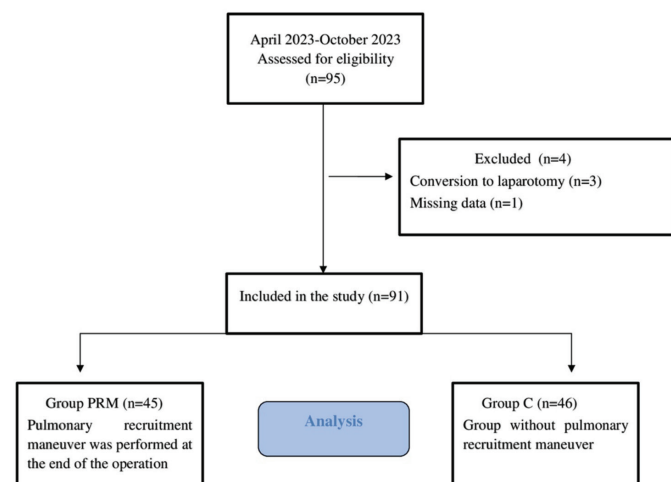 April 2023-October 2023
Assessed for eligibility
(n=95)
Excluded (n=4)
Conversion to laparotomy (n=3)
Missing data (n=1)
Included in the study (n=91)
Group PRM (n=45)
Pulmonary recruitment
maneuver was performed at
the end of the operation
Analysis
Group C (n=46)
Group without pulmonary
recruitment maneuver